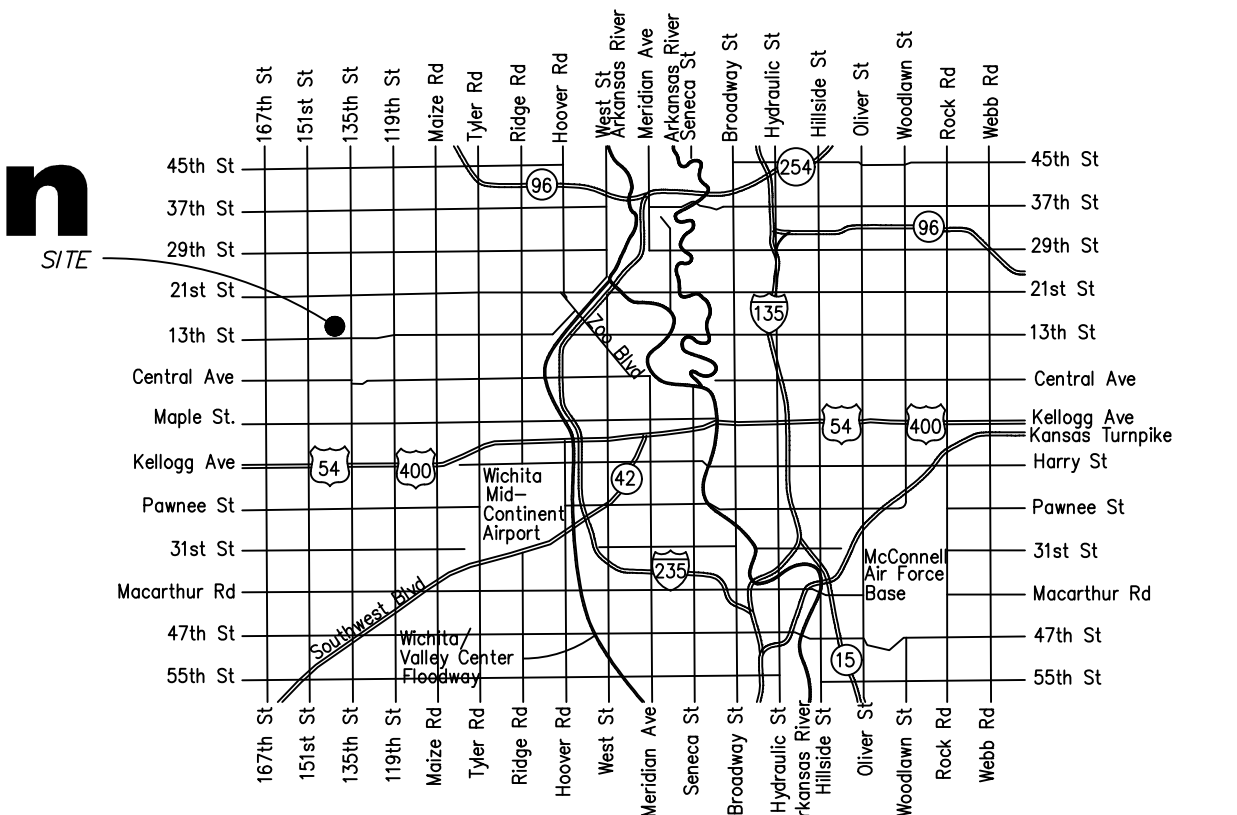 167th St
151st St
135th St
119th St
Maize Rd
Tyler Rd
Ridge Rd
Hoover Rd
West St
Arkansas River
Meridian Ave
Arkansas River
Seneca St
Broadway St
Hydraulic St
Hillside St
Oliver St
Woodlawn St
Rock Rd
Webb Rd
n
SITE
45th St
37th St
29th St
21st St
13th St
Central Ave
Maple St.
Kellogg Ave
Pawnee St
31st St
Macarthur Rd
47th St
55th St
96
254
96
135
Zoo Blvd
54
400
54
400
42
Wichita
Mid-
Continent
Airport
235
McConnell
Air Force
Base
Southwest Blvd
Wichita/
Valley Center
Floodway
15
45th St
37th St
29th St
21st St
13th St
Central Ave
Kellogg Ave
Kansas Turnpike
Harry St
Pawnee St
31st St
Macarthur Rd
47th St
55th St
167th St
151st St
135th St
119th St
Maize Rd
Tyler Rd
Ridge Rd
Hoover Rd
West St
Meridian Ave
Seneca St
Broadway St
Hydraulic St
rkansas River
Hillside St
Oliver St
Woodlawn St
Rock Rd
Webb Rd